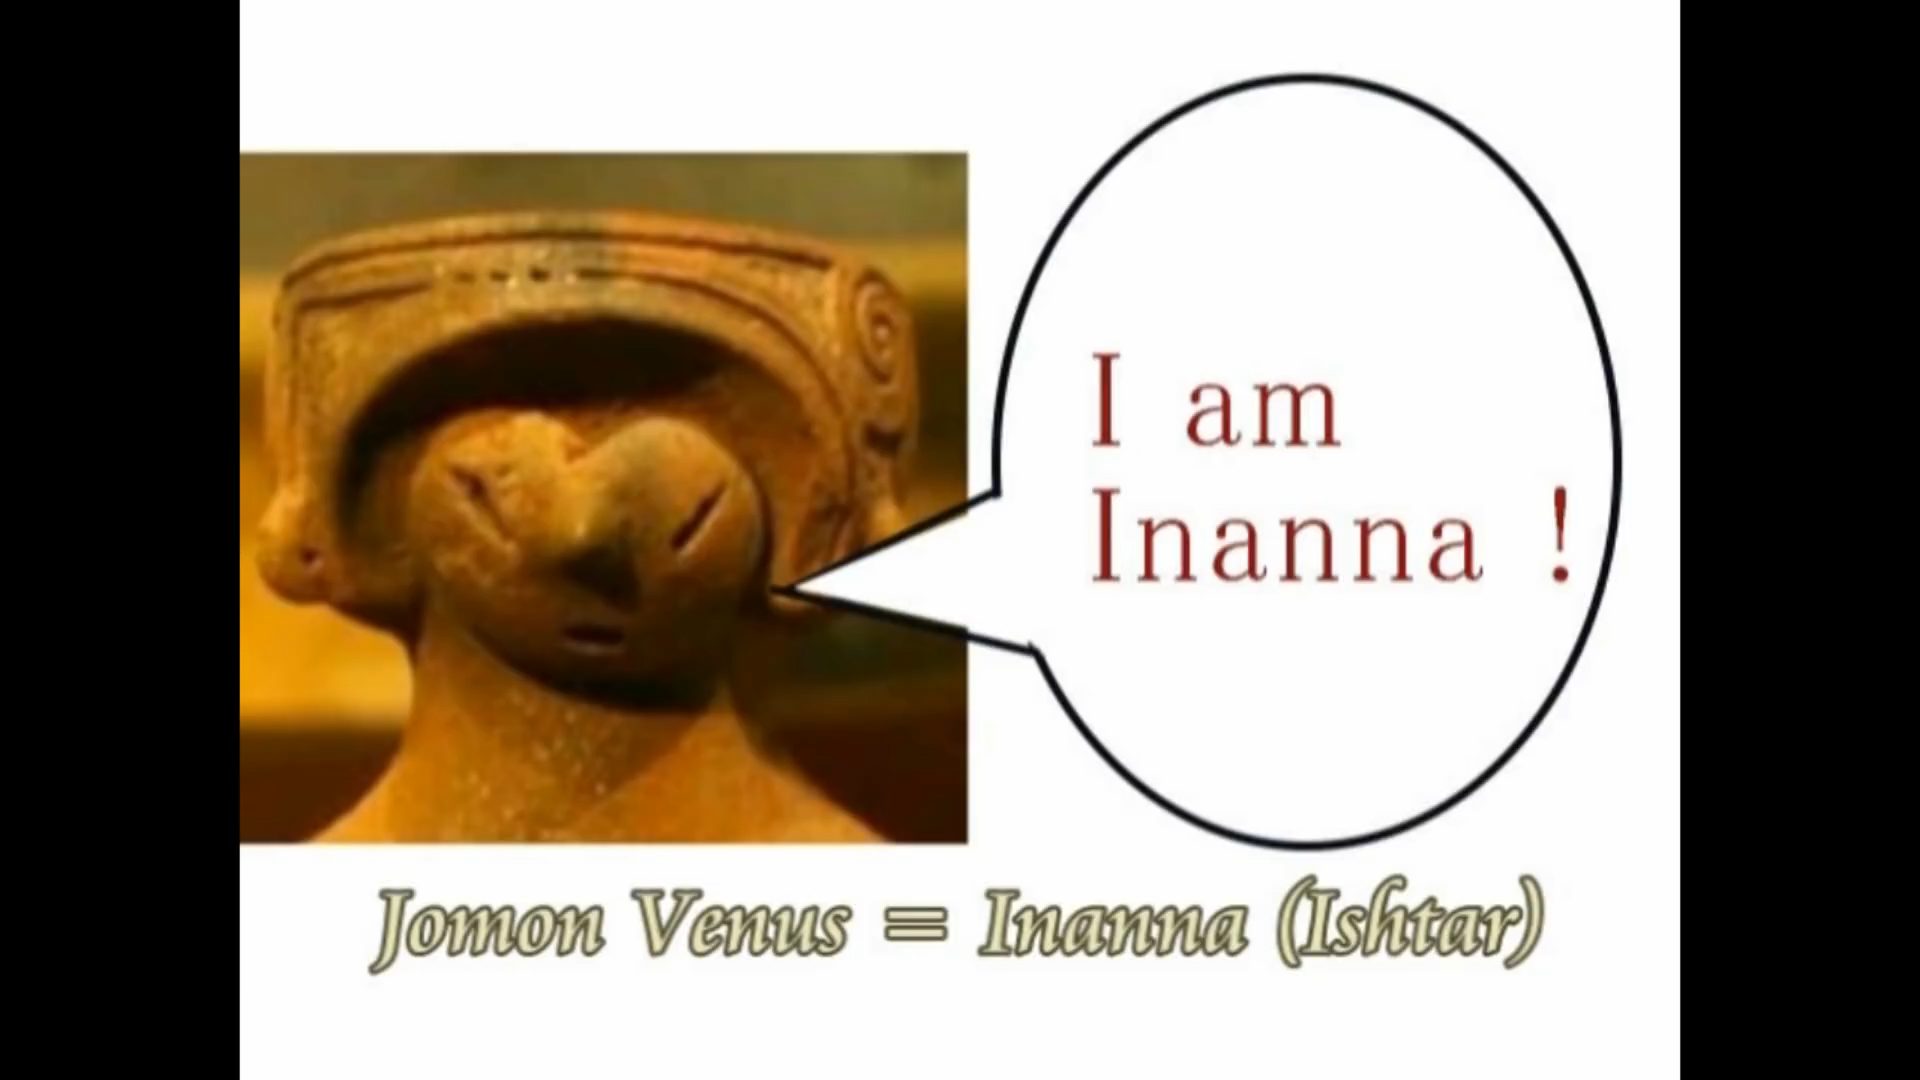 I am
Inanna !
Jomon Venus ≡ Inanna (Ishtar)